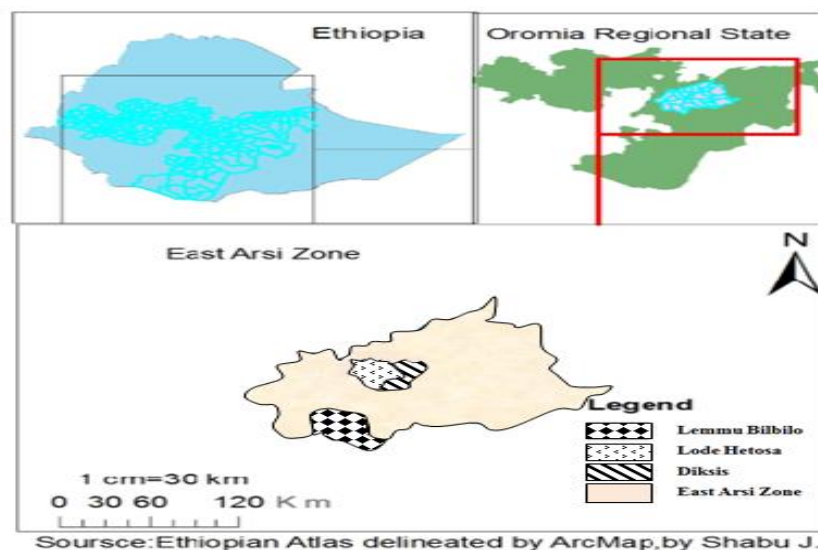 Ethiopia
Oromia Regional State
East Arsi Zone
N
Legend
Lemmu Bilbilo
Lode Hetosa
Diksis
East Arsi Zone
1 cm=30 km
0 30 60 120 Km
Soursce:Ethiopian Atlas delineated by ArcMap,by Shabu J.